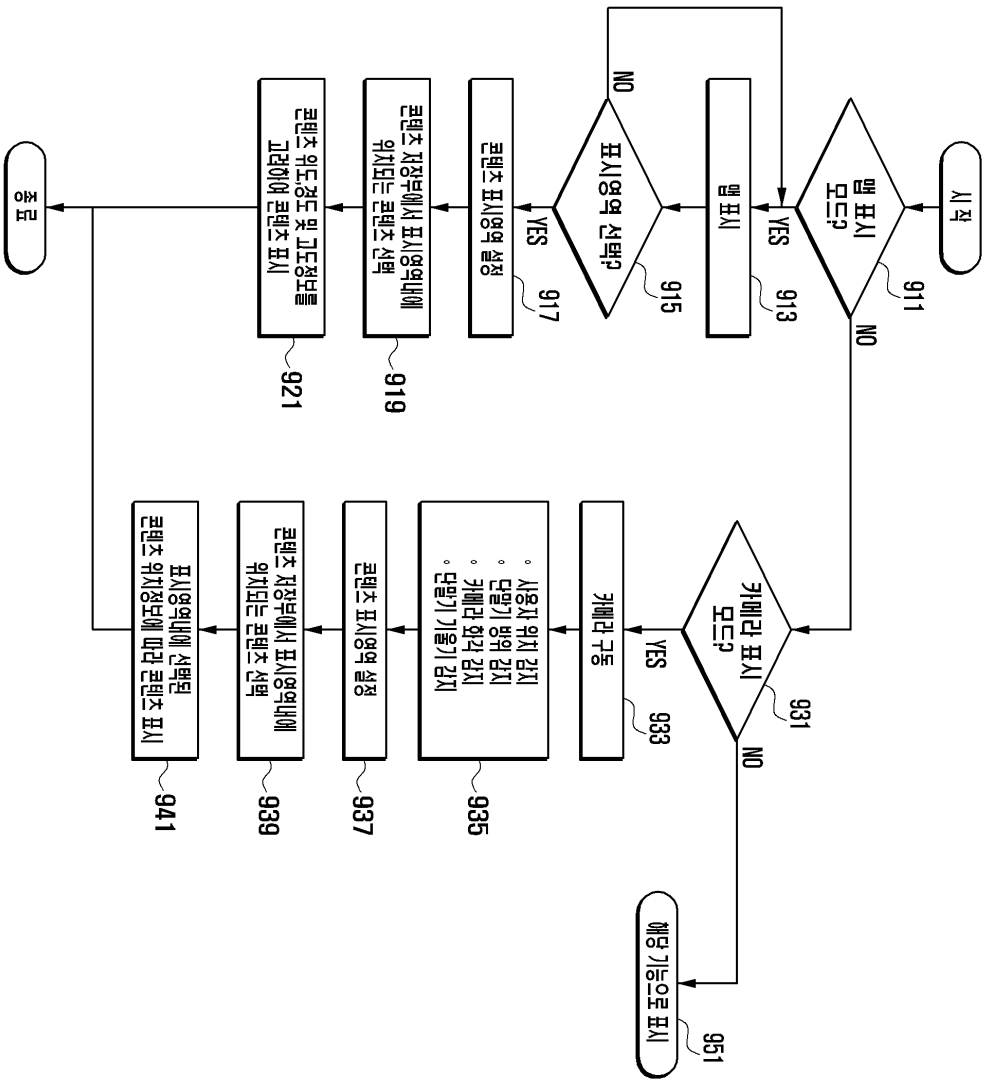 시 작
맵 표시
모드?
911
YES
NO
맵 표시
913
표시영역 선택?
915
NO
YES
콘텐츠 표시영역 설정
917
콘텐츠 저장부에서 표시영역내에
위치되는 콘텐츠 선택
919
콘텐츠 위도,경도 및 고도정보를
고려하여 콘텐츠 표시
921
종료
카메라 표시
모드?
931
YES
NO
카메라 구동
933
◦ 사용자 위치 감지
◦ 단말기 방위 감지
◦ 카메라 화각 감지
◦ 단말기 기울기 감지
935
콘텐츠 표시영역 설정
937
콘텐츠 저장부에서 표시영역내에
위치되는 콘텐츠 선택
939
표시영역내에 선택된
콘텐츠 위치정보에 따라 콘텐츠 표시
941
해당 기능으로 표시
951